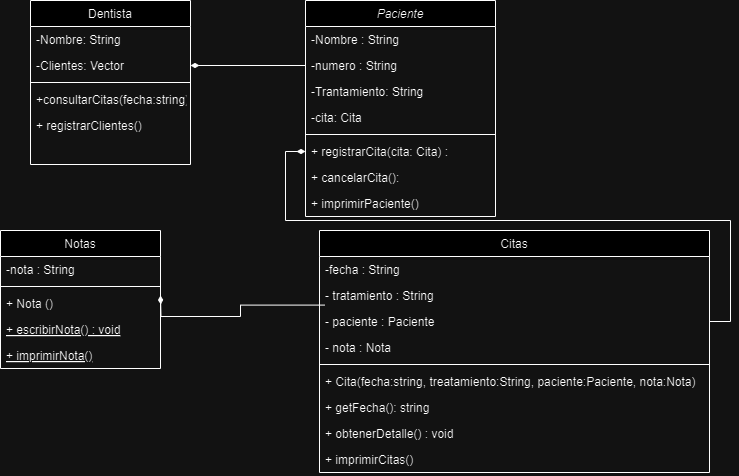 Dentista
-Nombre: String
-Clientes: Vector
+consultarCitas(fecha:string)
+ registrarClientes()
Paciente
-Nombre : String
-numero : String
-Trantamiento: String
-cita: Cita
+ registrarCita(cita: Cita) :
+ cancelarCita():
+ imprimirPaciente()
Notas
-nota : String
+ Nota ()
+ escribirNota() : void
+ imprimirNota()
Citas
-fecha : String
- tratamiento : String
- paciente : Paciente
- nota : Nota
+ Cita(fecha:string, treatamiento:String, paciente:Paciente, nota:Nota)
+ getFecha(): string
+ obtenerDetalle() : void
+ imprimirCitas()